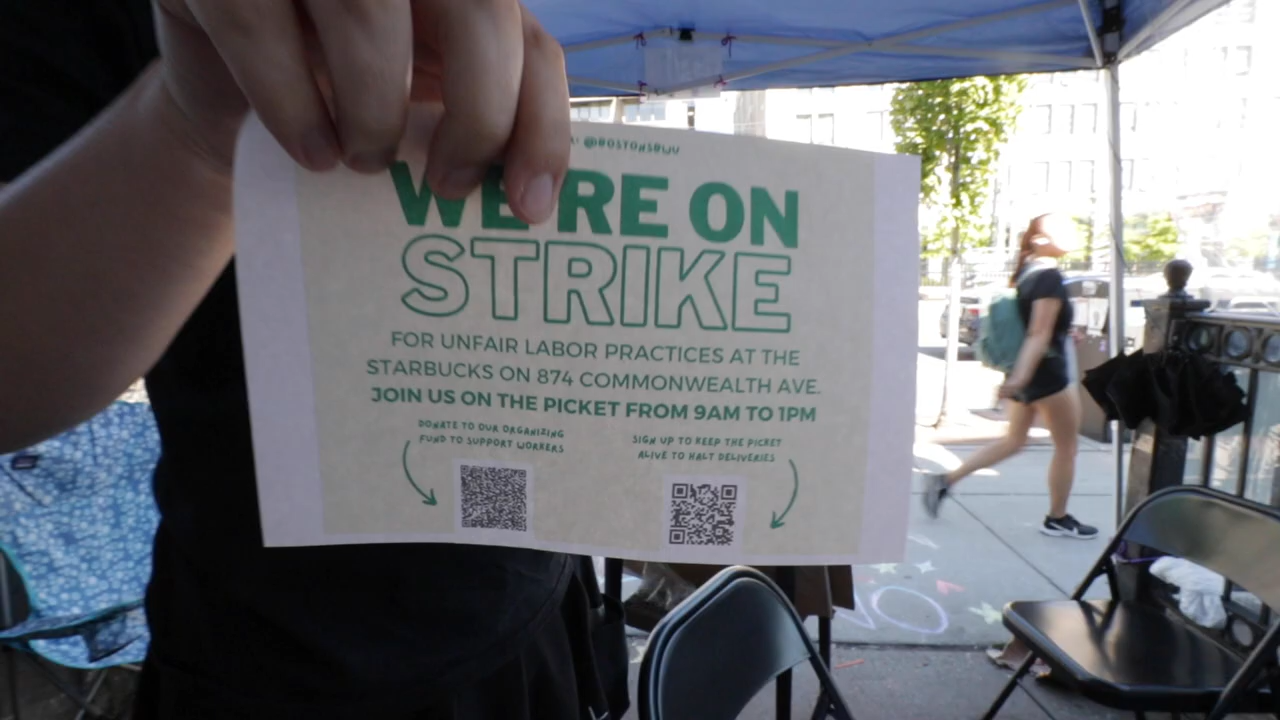 @BOSTONSBWU
WE'RE ON
STRIKE
FOR UNFAIR LABOR PRACTICES AT THE
STARBUCKS ON 874 COMMONWEALTH AVE.
JOIN US ON THE PICKET FROM 9AM TO 1PM
DONATE TO OUR ORGANIZING
FUND TO SUPPORT WORKERS
SIGN UP TO KEEP THE PICKET
ALIVE TO HALT DELIVERIES
NO